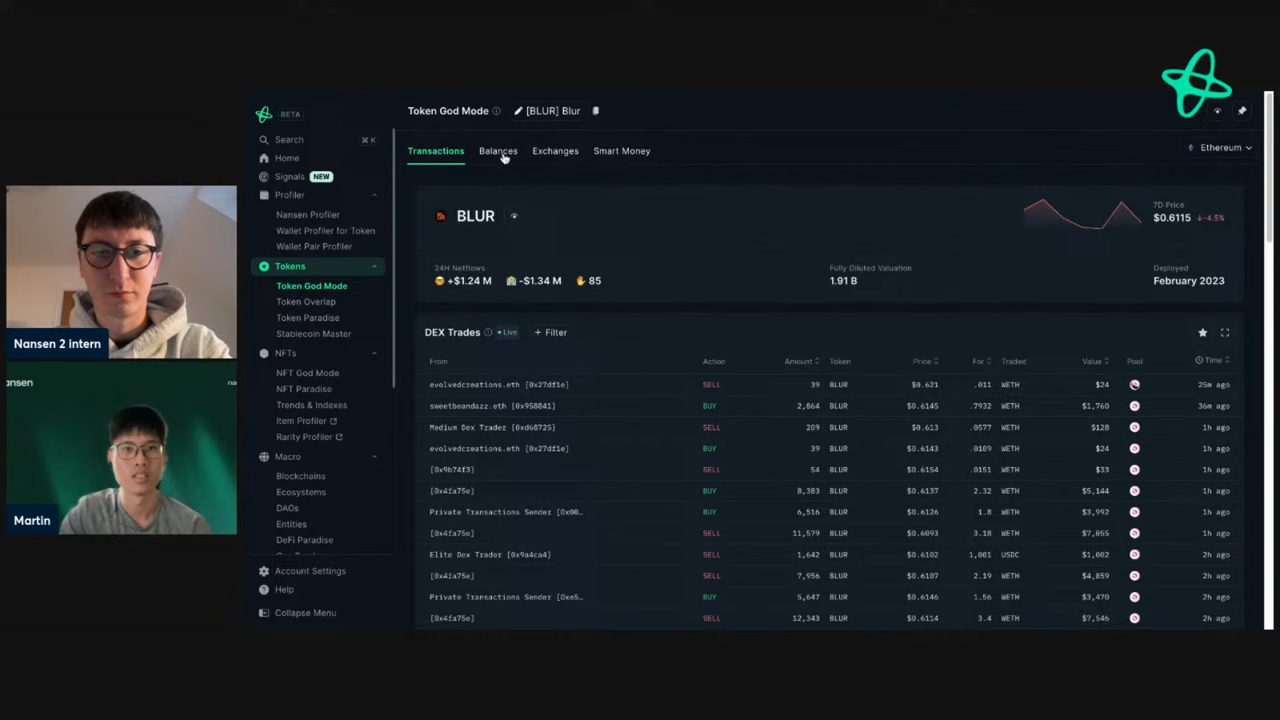 BETA
Search ⌘ K
Home
Signals NEW
Profiler
Nansen Profiler
Wallet Profiler for Token
Wallet Pair Profiler
Tokens
Token God Mode
Token Overlap
Token Paradise
Stablecoin Master
NFTs
NFT God Mode
NFT Paradise
Trends & Indexes
Item Profiler
Rarity Profiler
Macro
Blockchains
Ecosystems
DAOs
Entities
DeFi Paradise
Account Settings
Help
Collapse Menu
Nansen 2 Intern
ansen
Martin
Token God Mode [BLUR] Blur
Transactions Balances Exchanges Smart Money Ethereum
BLUR
7D Price
$0.6115 ↓-4.5%
24H Netflows Fully Diluted Valuation Deployed
+$1.24 M -$1.34 M 85 1.91 B February 2023
DEX Trades Live + Filter
From Action Amount Token Price For Traded Value Pool Time
evolvedcreations.eth [0x27df1e] SELL 39 BLUR $0.621 .011 WETH $24 25m ago
sweetbeandazz.eth [0x958841] BUY 2,864 BLUR $0.6145 .7932 WETH $1,760 36m ago
Medium Dex Trader [0xd68725] SELL 209 BLUR $0.613 .0577 WETH $128 1h ago
evolvedcreations.eth [0x27df1e] BUY 39 BLUR $0.6143 .0109 WETH $24 1h ago
[0x9b74f3] SELL 54 BLUR $0.6154 .0151 WETH $33 1h ago
[0x4fa75e] BUY 8,383 BLUR $0.6137 2.32 WETH $5,144 1h ago
Private Transactions Sender [0x00… BUY 6,516 BLUR $0.6126 1.8 WETH $3,992 1h ago
[0x4fa75e] SELL 11,579 BLUR $0.6093 3.18 WETH $7,055 1h ago
Elite Dex Trader [0x9a4ca4] SELL 1,642 BLUR $0.6102 1,001 USDC $1,002 2h ago
[0x4fa75e] SELL 7,956 BLUR $0.6107 2.19 WETH $4,859 2h ago
Private Transactions Sender [0xe5… BUY 5,647 BLUR $0.6146 1.56 WETH $3,470 2h ago
[0x4fa75e] SELL 12,343 BLUR $0.6114 3.4 WETH $7,546 2h ago